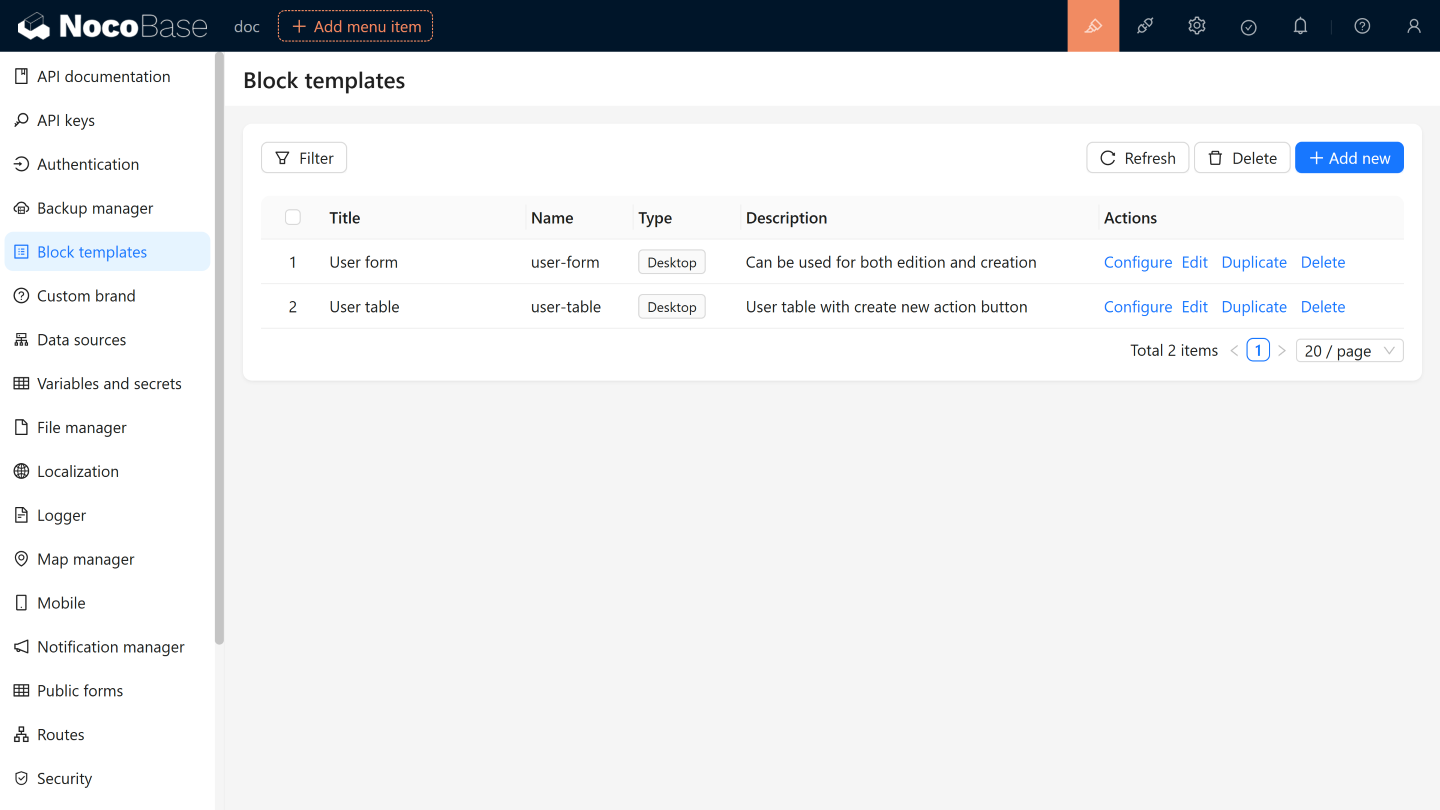 NocoBase doc + Add menu item
API documentation
API keys
Authentication
Backup manager
Block templates
Custom brand
Data sources
Variables and secrets
File manager
Localization
Logger
Map manager
Mobile
Notification manager
Public forms
Routes
Security
Block templates
Filter Refresh Delete + Add new
Title Name Type Description Actions
1 User form user-form Desktop Can be used for both edition and creation Configure Edit Duplicate Delete
2 User table user-table Desktop User table with create new action button Configure Edit Duplicate Delete
Total 2 items < 1 > 20 / page